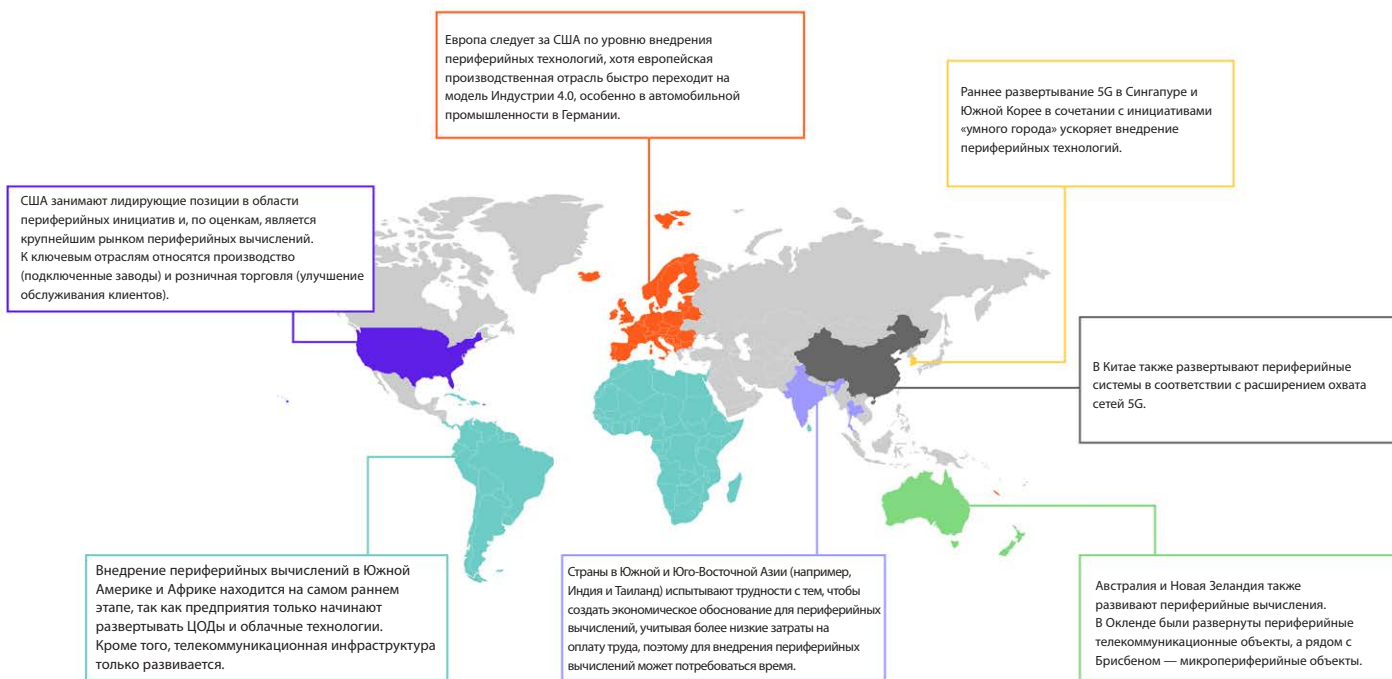 Европа следует за США по уровню внедрения
периферийных технологий, хотя европейская
производственная отрасль быстро переходит на
модель Индустрии 4.0, особенно в автомобильной
промышленности в Германии.
Раннее развертывание 5G в Сингапуре и
Южной Корее в сочетании с инициативами
«умного города» ускоряет внедрение
периферийных технологий.
США занимают лидирующие позиции в области
периферийных инициатив и, по оценкам, является
крупнейшим рынком периферийных вычислений.
К ключевым отраслям относятся производство
(подключенные заводы) и розничная торговля (улучшение
обслуживания клиентов).
В Китае также развертывают периферийные
системы в соответствии с расширением охвата
сетей 5G.
Внедрение периферийных вычислений в Южной
Америке и Африке находится на самом раннем
этапе, так как предприятия только начинают
развертывать ЦОДы и облачные технологии.
Кроме того, телекоммуникационная инфраструктура
только развивается.
Страны в Южной и Юго-Восточной Азии (например,
Индия и Таиланд) испытывают трудности с тем, чтобы
создать экономическое обоснование для периферийных
вычислений, учитывая более низкие затраты на
оплату труда, поэтому для внедрения периферийных
вычислений может потребоваться время.
Австралия и Новая Зеландия также
развивают периферийные вычисления.
В Окленде были развернуты периферийные
телекоммуникационные объекты, а рядом с
Брисбеном — микропериферийные объекты.